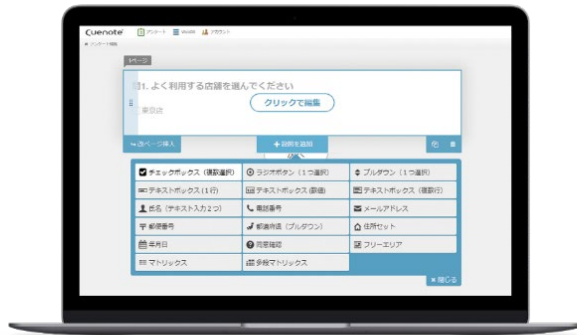 Cuenote アンケート アカウント
1ページ
問1. よく利用する店舗を選んでください
クリックで編集
東京店
改ページ挿入 +設問を追加
チェックボックス（複数選択） ラジオボタン（1つ選択） プルダウン（1つ選択）
テキストボックス（1行） テキストボックス（数値） テキストボックス（複数行）
氏名（テキスト入力2つ） 電話番号 メールアドレス
〒 郵便番号 都道府県（プルダウン） 住所セット
年月日 同意確認 フリーエリア
マトリックス 多段マトリックス
× 閉じる